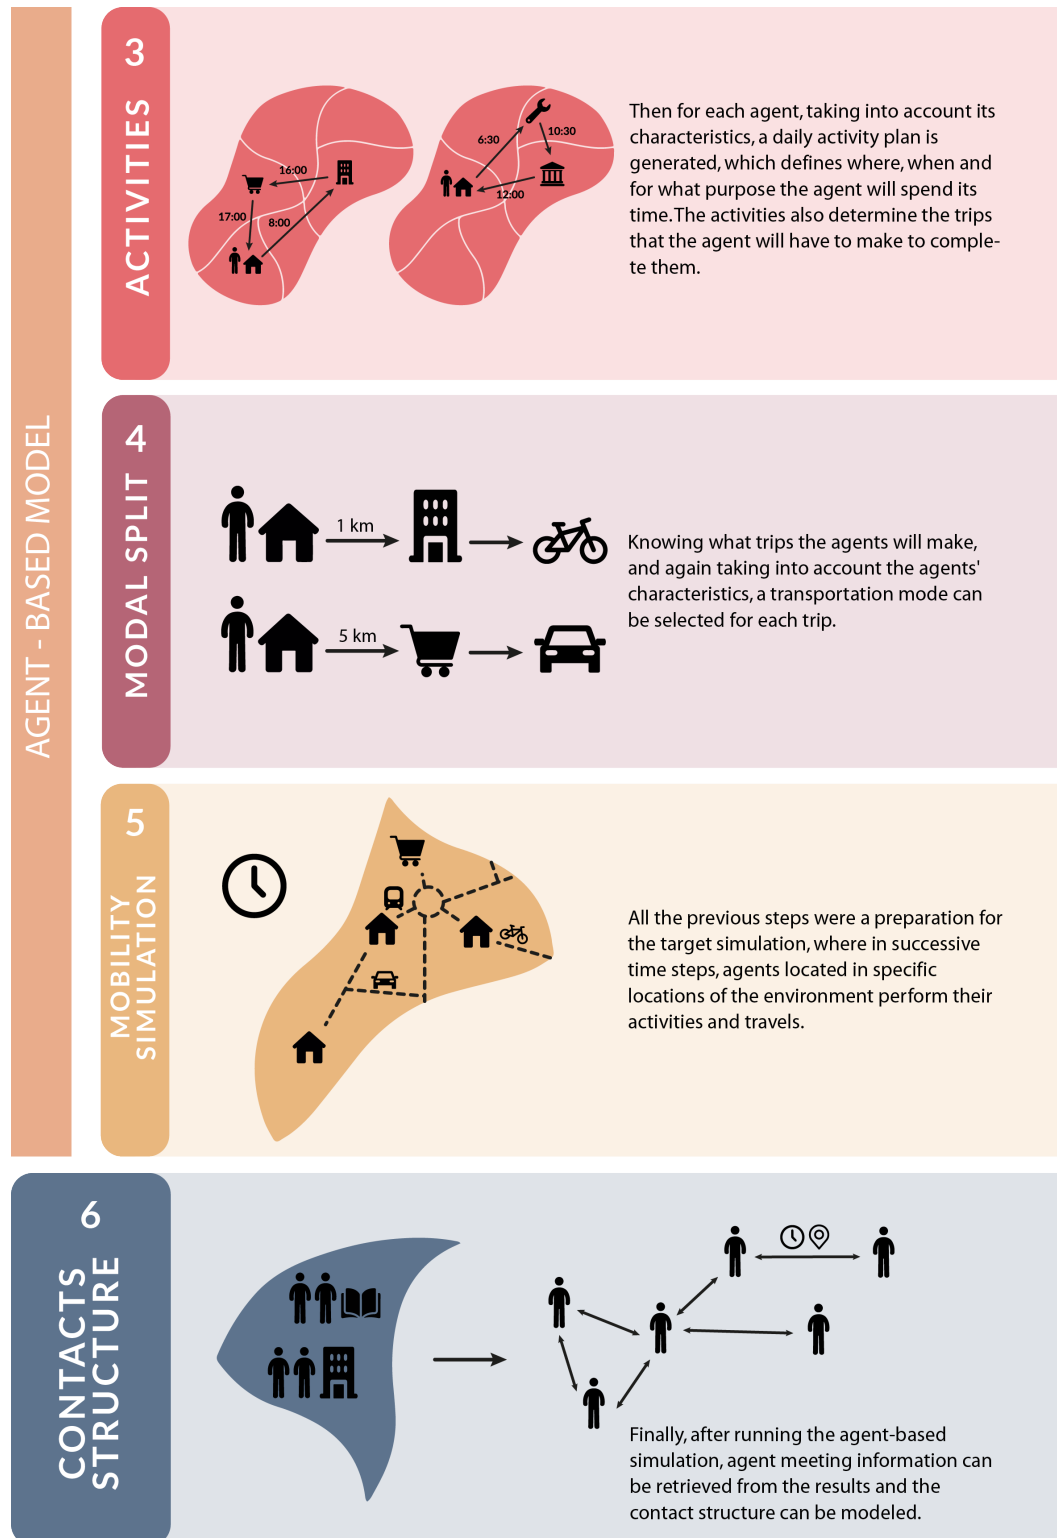 AGENT - BASED MODEL
3
ACTIVITIES
16:00
17:00
8:00
6:30
10:30
12:00
Then for each agent, taking into account its
characteristics, a daily activity plan is
generated, which defines where, when and
for what purpose the agent will spend its
time.The activities also determine the trips
that the agent will have to make to comple-
te them.
4
MODAL SPLIT
1 km
5 km
Knowing what trips the agents will make,
and again taking into account the agents'
characteristics, a transportation mode can
be selected for each trip.
5
MOBILITY
SIMULATION
All the previous steps were a preparation for
the target simulation, where in successive
time steps, agents located in specific
locations of the environment perform their
activities and travels.
6
CONTACTS
STRUCTURE
Finally, after running the agent-based
simulation, agent meeting information can
be retrieved from the results and the
contact structure can be modeled.